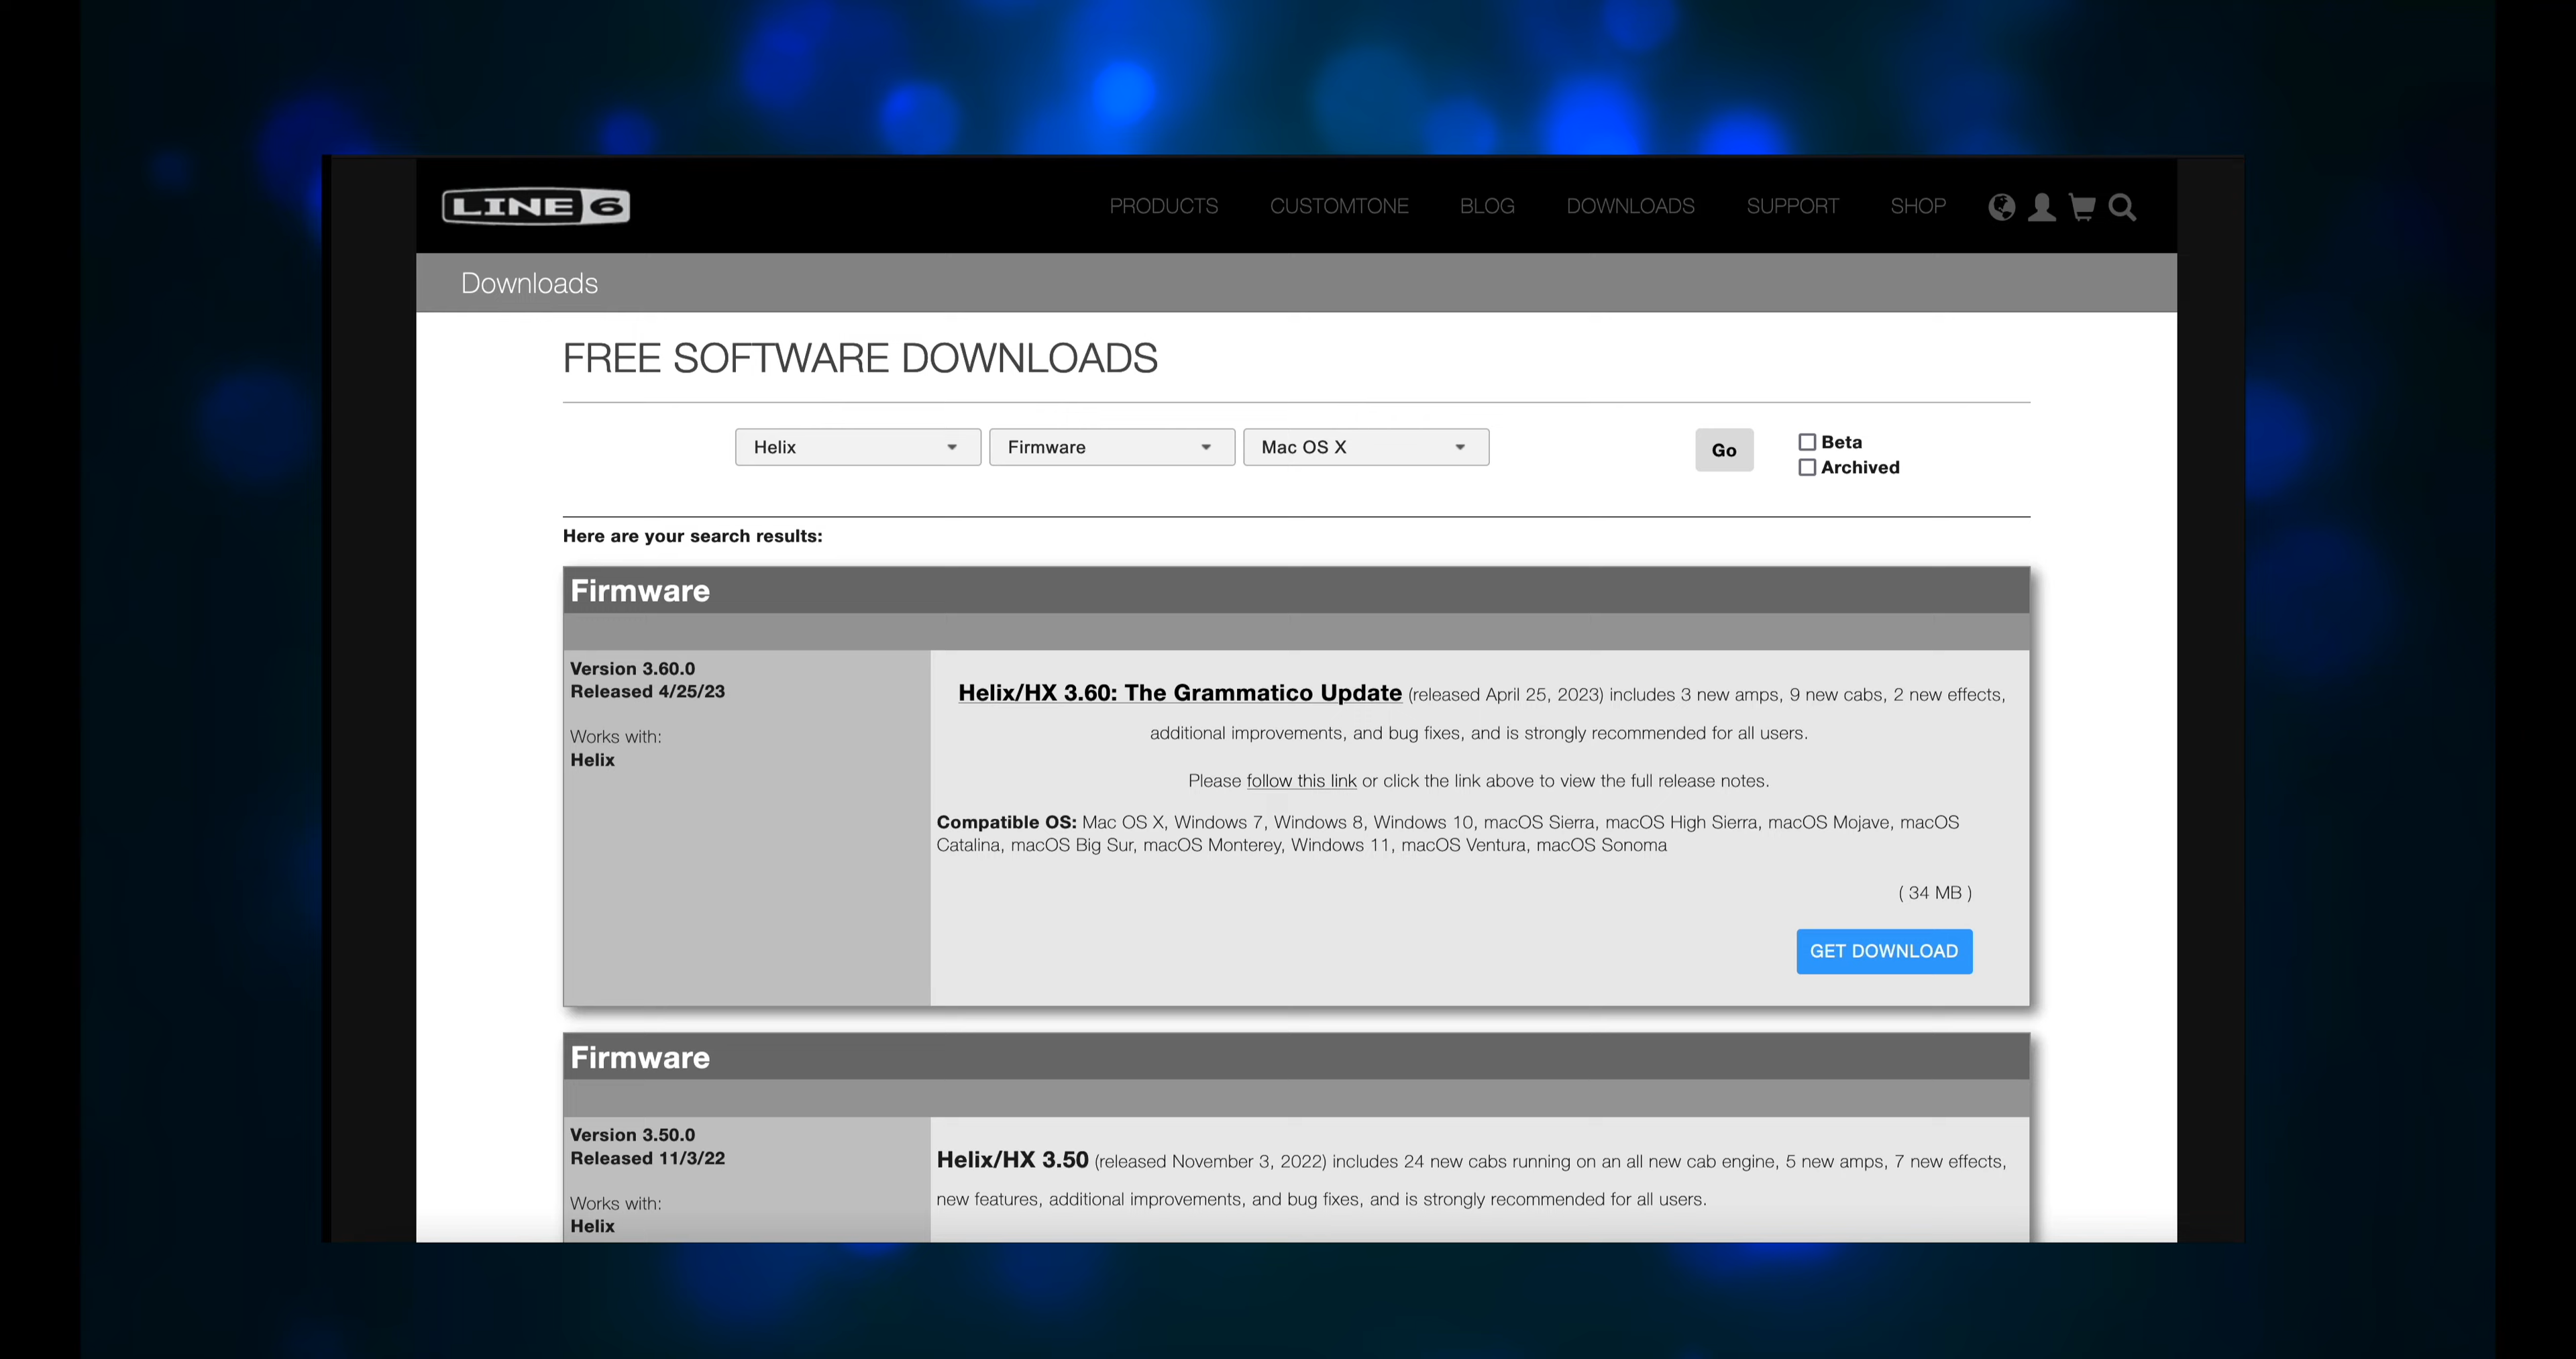 LINE 6
PRODUCTS CUSTOMTONE BLOG DOWNLOADS SUPPORT SHOP
Downloads
FREE SOFTWARE DOWNLOADS
Helix Firmware Mac OS X Go Beta
Archived
Here are your search results:
Firmware
Version 3.60.0
Released 4/25/23
Works with:
Helix
Helix/HX 3.60: The Grammatico Update (released April 25, 2023) includes 3 new amps, 9 new cabs, 2 new effects,
additional improvements, and bug fixes, and is strongly recommended for all users.
Please follow this link or click the link above to view the full release notes.
Compatible OS: Mac OS X, Windows 7, Windows 8, Windows 10, macOS Sierra, macOS High Sierra, macOS Mojave, macOS
Catalina, macOS Big Sur, macOS Monterey, Windows 11, macOS Ventura, macOS Sonoma
( 34 MB )
GET DOWNLOAD
Firmware
Version 3.50.0
Released 11/3/22
Works with:
Helix
Helix/HX 3.50 (released November 3, 2022) includes 24 new cabs running on an all new cab engine, 5 new amps, 7 new effects,
new features, additional improvements, and bug fixes, and is strongly recommended for all users.